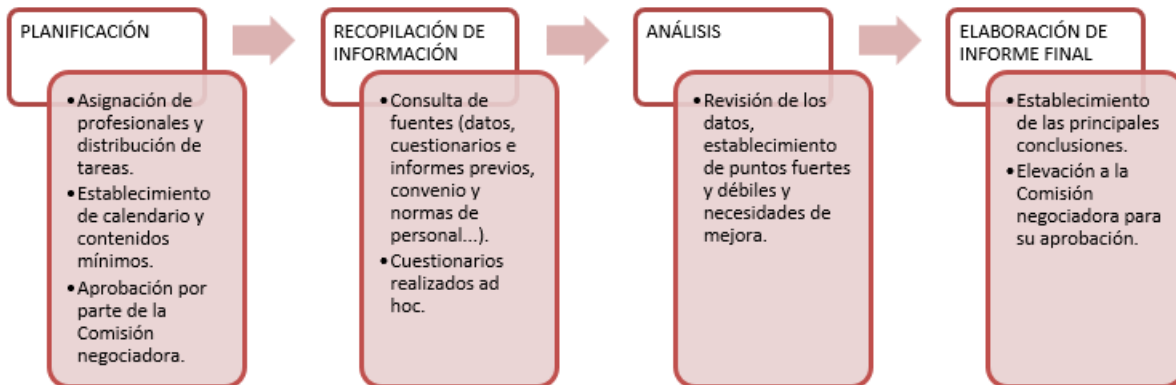 PLANIFICACIÓN
•Asignación de
profesionales y
distribución de
tareas.
•Establecimiento
de calendario y
contenidos
mínimos.
•Aprobación por
parte de la
Comisión
negociadora.
RECOPILACIÓN DE
INFORMACIÓN
•Consulta de
fuentes (datos,
cuestionarios e
informes previos,
convenio y
normas de
personal...).
•Cuestionarios
realizados ad
hoc.
ANÁLISIS
•Revisión de los
datos,
establecimiento
de puntos fuertes
y débiles y
necesidades de
mejora.
ELABORACIÓN DE
INFORME FINAL
•Establecimiento
de las principales
conclusiones.
•Elevación a la
Comisión
negociadora para
su aprobación.